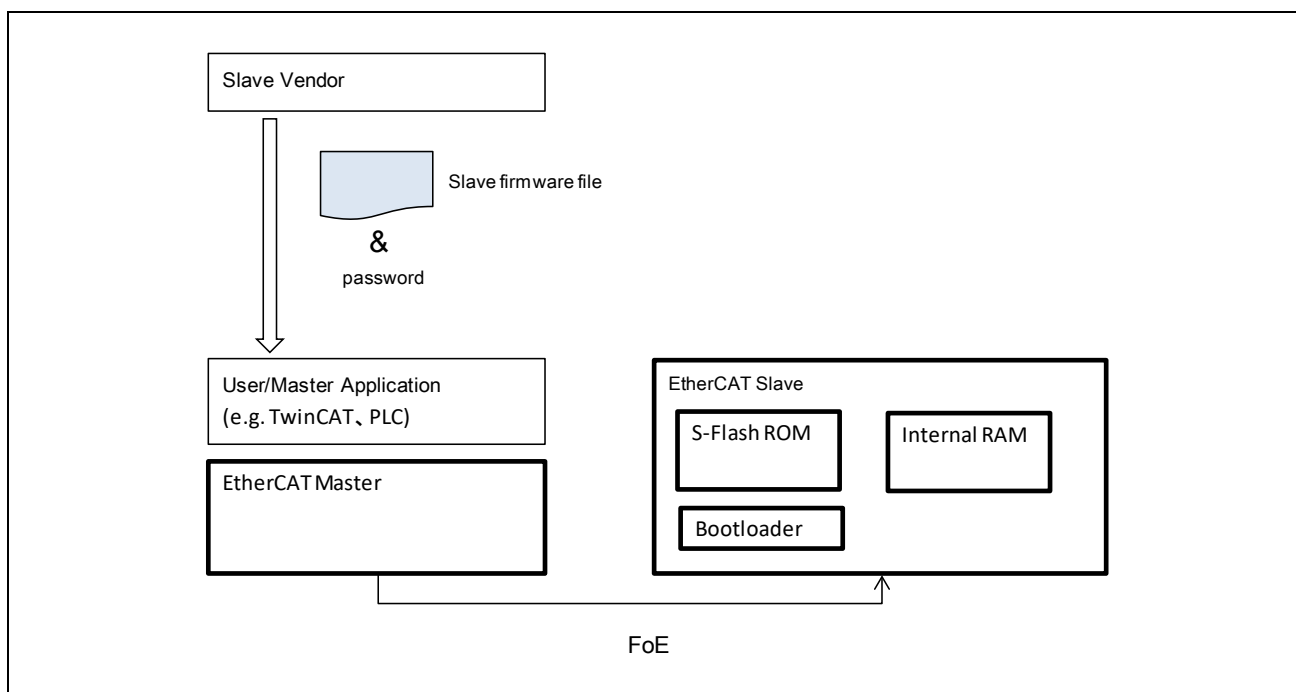 Slave Vendor
Slave firmware file
&
password
User/Master Application
(e.g. TwinCAT、PLC)
EtherCAT Master
EtherCAT Slave
S-Flash ROM
Internal RAM
Bootloader
FoE